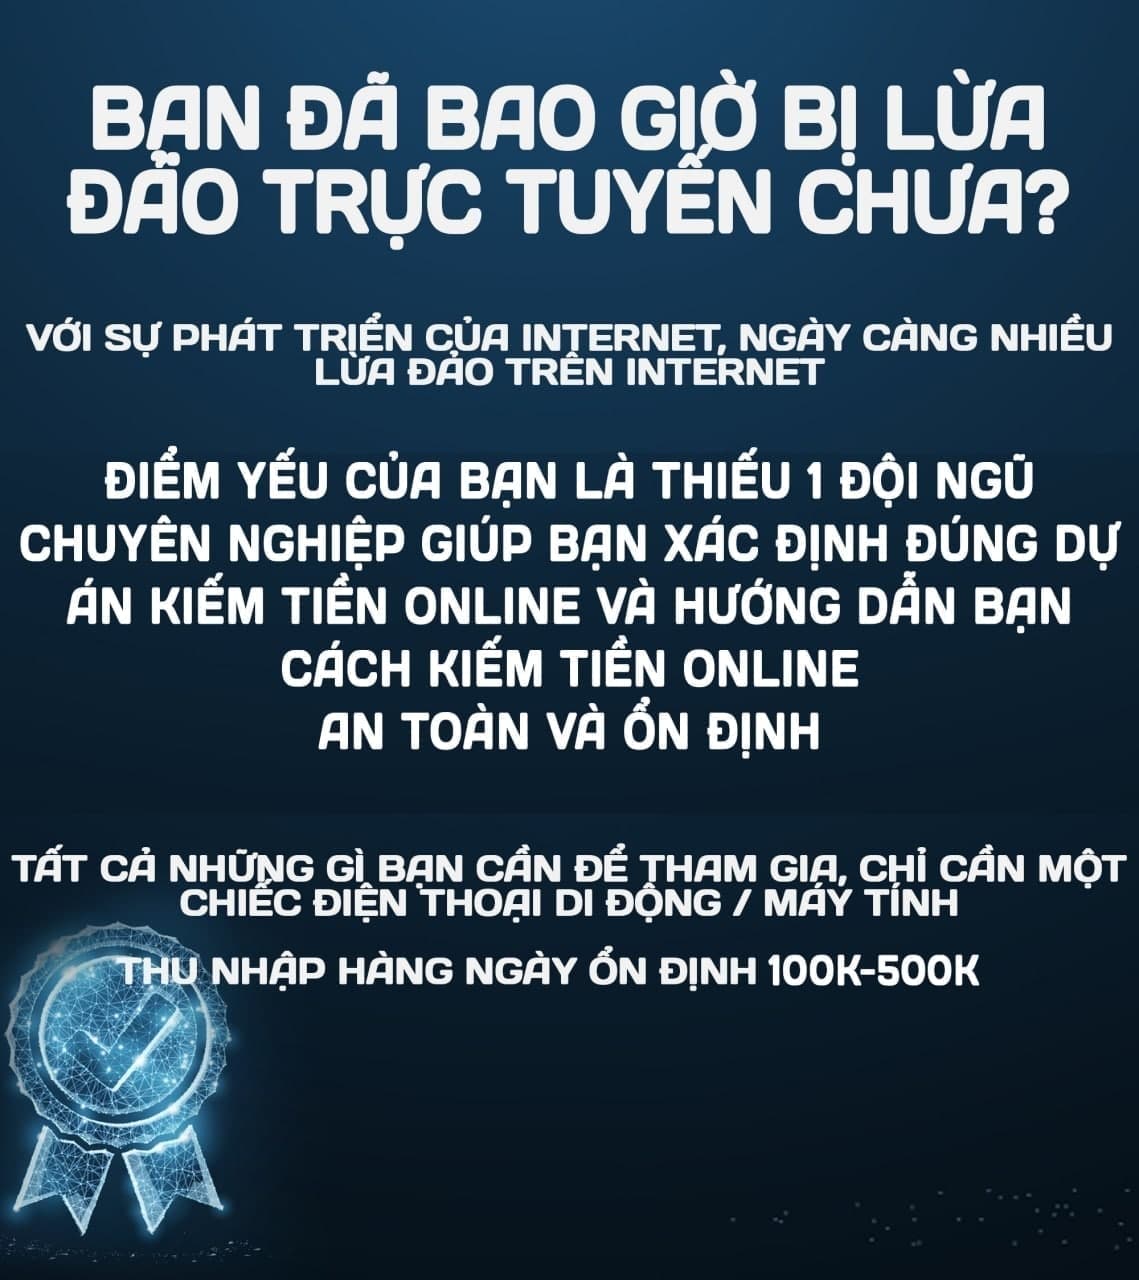 BẠN ĐÃ BAO GIỜ BỊ LỪA
ĐẢO TRỰC TUYẾN CHƯA?
VỚI SỰ PHÁT TRIỂN CỦA INTERNET, NGÀY CÀNG NHIỀU
LỪA ĐẢO TRÊN INTERNET
ĐIỂM YẾU CỦA BẠN LÀ THIẾU 1 ĐỘI NGŨ
CHUYÊN NGHIỆP GIÚP BẠN XÁC ĐỊNH ĐÚNG DỰ
ÁN KIẾM TIỀN ONLINE VÀ HƯỚNG DẪN BẠN
CÁCH KIẾM TIỀN ONLINE
AN TOÀN VÀ ỔN ĐỊNH
TẤT CẢ NHỮNG GÌ BẠN CẦN ĐỂ THAM GIA, CHỈ CẦN MỘT
CHIẾC ĐIỆN THOẠI DI ĐỘNG / MÁY TÍNH
THU NHẬP HÀNG NGÀY ỔN ĐỊNH 100K-500K